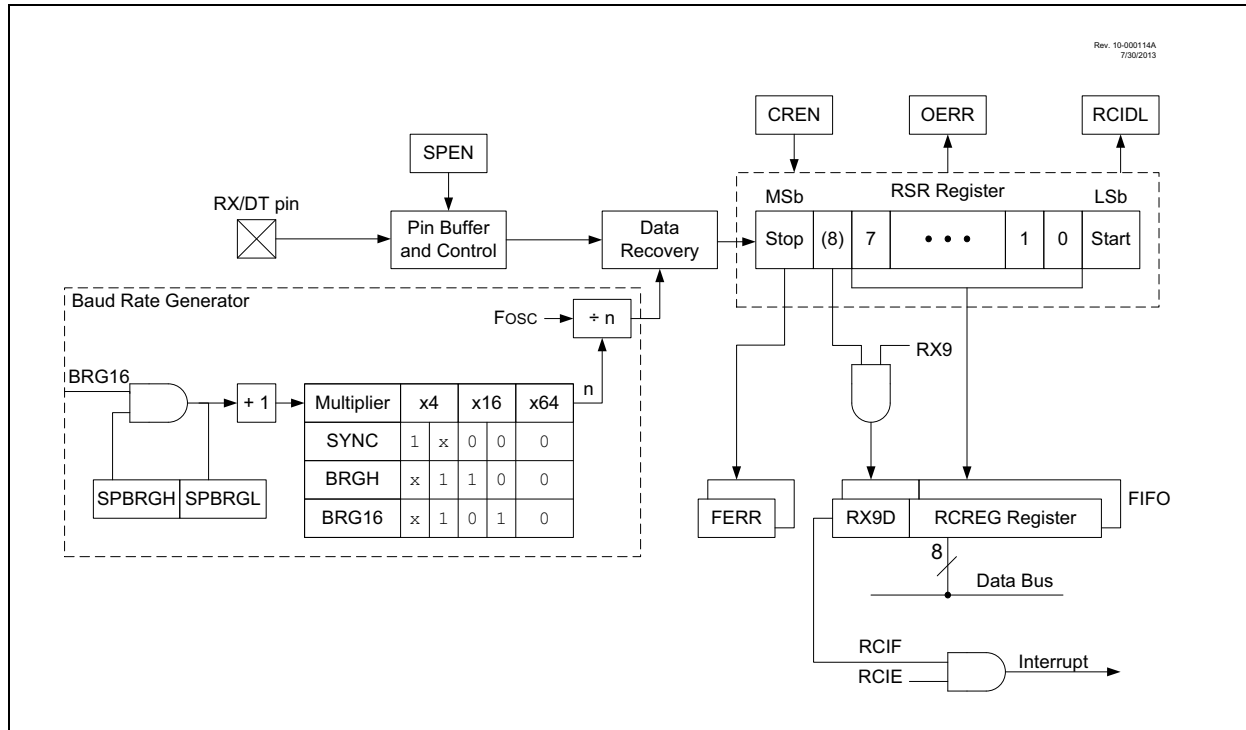 Rev. 10-000114A
7/30/2013
CREN
OERR
RCIDL
SPEN
RSR Register
MSb
LSb
RX/DT pin
Pin Buffer
and Control
Data
Recovery
Stop
(8)
7
• • •
1
0
Start
Baud Rate Generator
FOSC
÷ n
RX9
BRG16
n
+ 1
Multiplier x4 x16 x64
SYNC 1 x 0 0 0
BRGH x 1 1 0 0
BRG16 x 1 0 1 0
SPBRGH
SPBRGL
FIFO
FERR
RX9D
RCREG Register
8
Data Bus
RCIF
RCIE
Interrupt